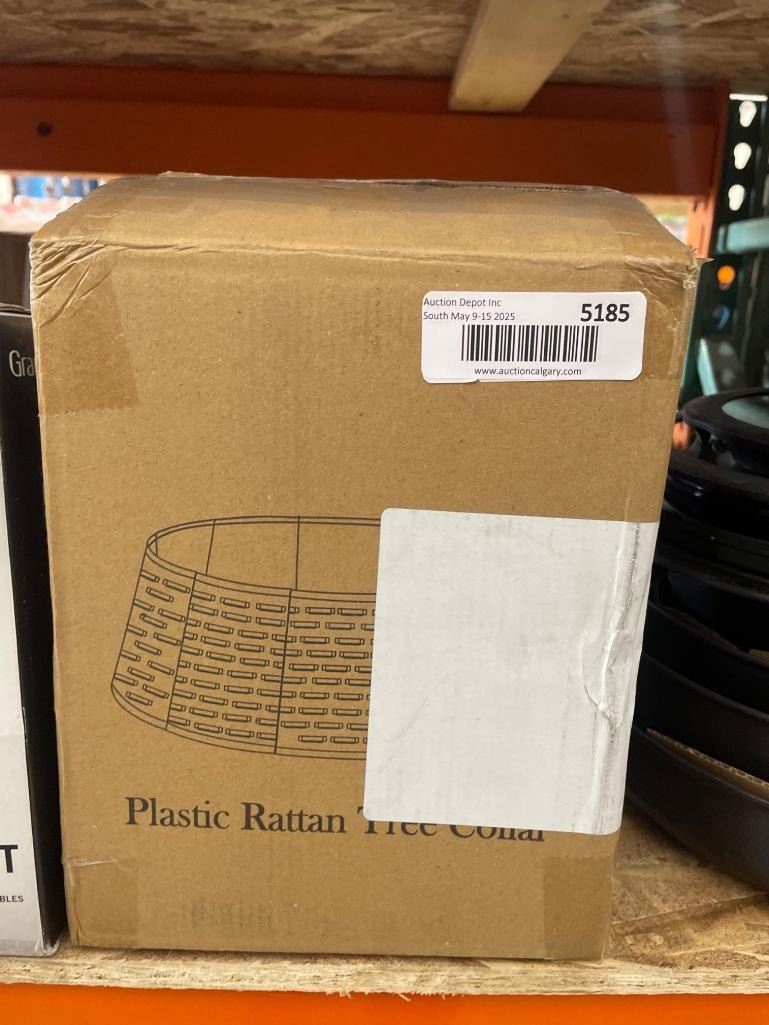 Auction Depot Inc
South May 9-15 2025
5185
www.auctioncalgary.com
Gra
Plastic Rattan Tree Collar
T
BLES